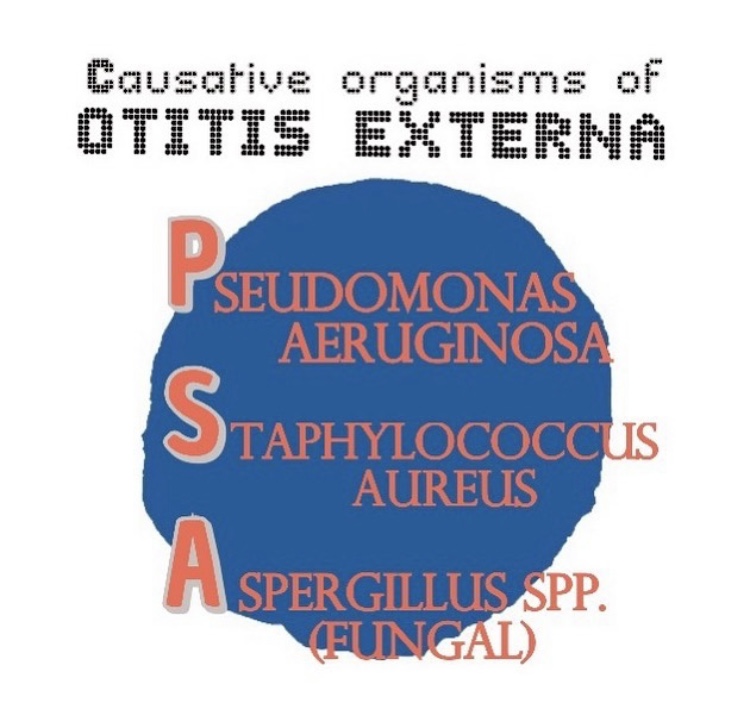 Causative organisms of
OTITIS EXTERNA
PSEUDOMONAS
AERUGINOSA
STAPHYLOCOCCUS
AUREUS
ASPERGILLUS SPP.
(FUNGAL)